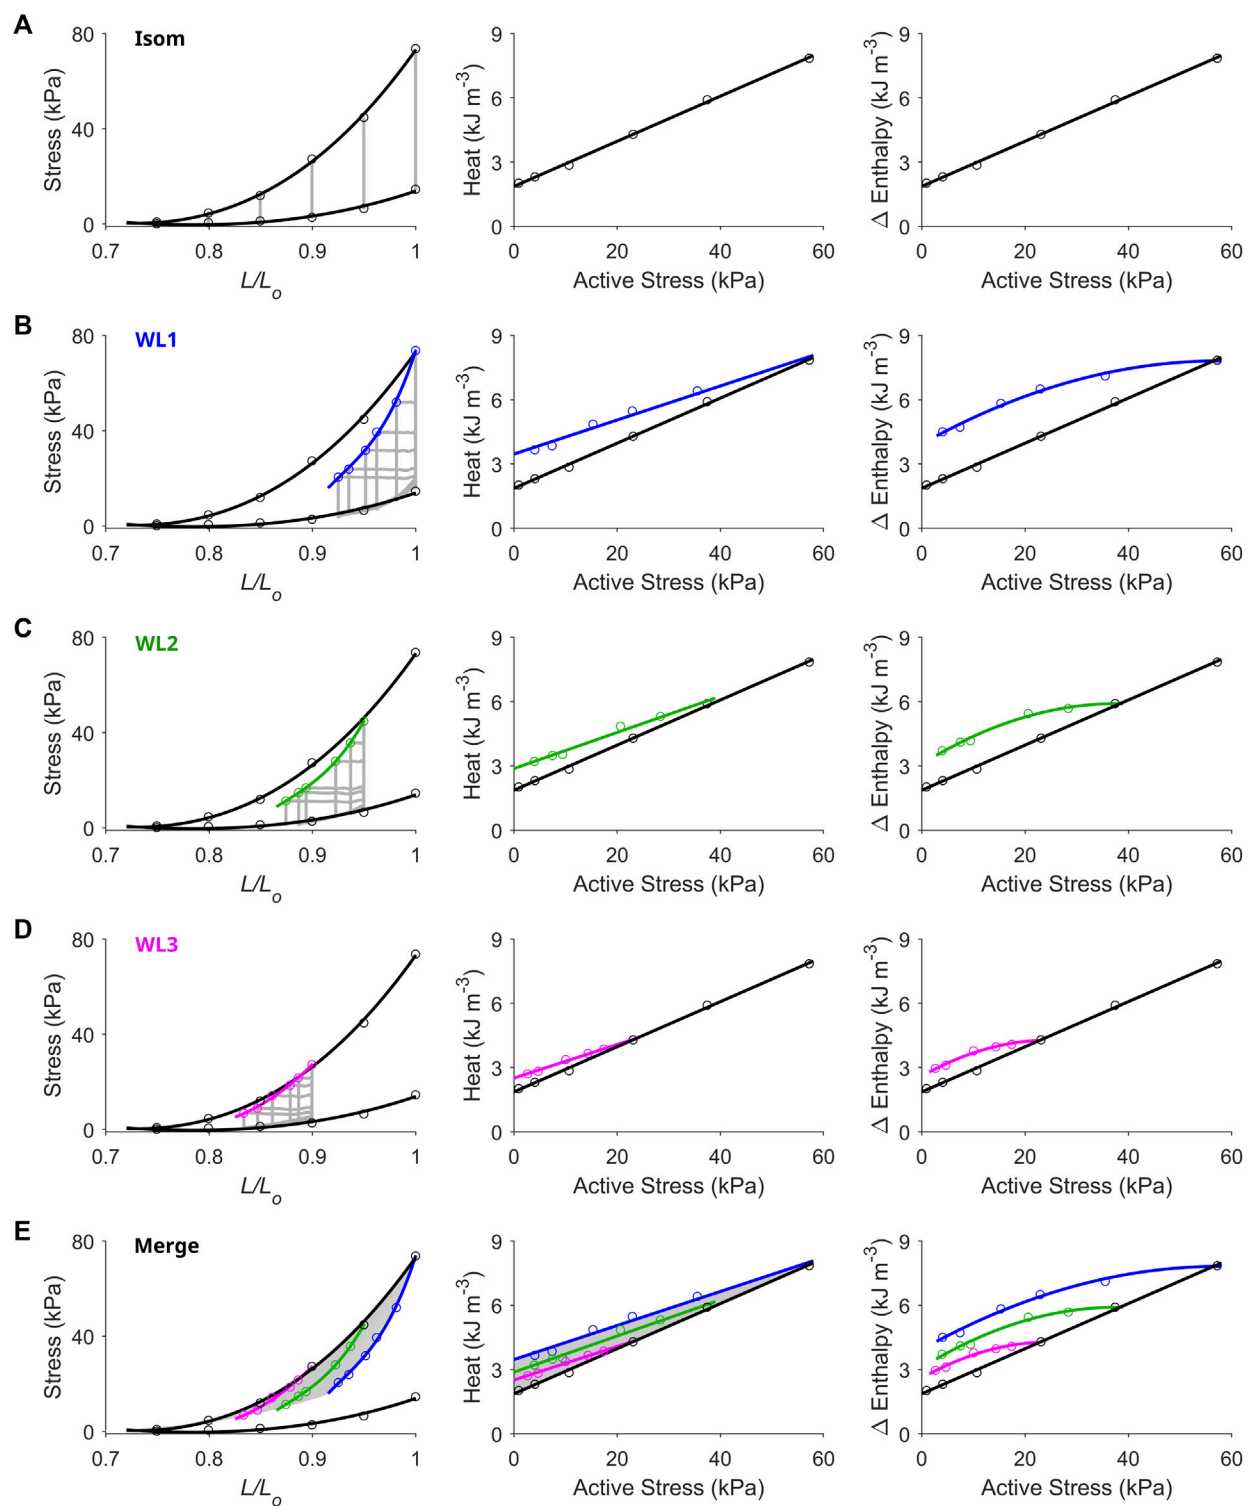 A
Isom
80
40
0
0.7 0.8 0.9 1
Stress (kPa)
L/Lo
9
6
3
0
0 20 40 60
Heat (kJ m-3)
Active Stress (kPa)
9
6
3
0
0 20 40 60
Δ Enthalpy (kJ m-3)
Active Stress (kPa)
B
WL1
80
40
0
0.7 0.8 0.9 1
Stress (kPa)
L/Lo
9
6
3
0
0 20 40 60
Heat (kJ m-3)
Active Stress (kPa)
9
6
3
0
0 20 40 60
Δ Enthalpy (kJ m-3)
Active Stress (kPa)
C
WL2
80
40
0
0.7 0.8 0.9 1
Stress (kPa)
L/Lo
9
6
3
0
0 20 40 60
Heat (kJ m-3)
Active Stress (kPa)
9
6
3
0
0 20 40 60
Δ Enthalpy (kJ m-3)
Active Stress (kPa)
D
WL3
80
40
0
0.7 0.8 0.9 1
Stress (kPa)
L/Lo
9
6
3
0
0 20 40 60
Heat (kJ m-3)
Active Stress (kPa)
9
6
3
0
0 20 40 60
Δ Enthalpy (kJ m-3)
Active Stress (kPa)
E
Merge
80
40
0
0.7 0.8 0.9 1
Stress (kPa)
L/Lo
9
6
3
0
0 20 40 60
Heat (kJ m-3)
Active Stress (kPa)
9
6
3
0
0 20 40 60
Δ Enthalpy (kJ m-3)
Active Stress (kPa)